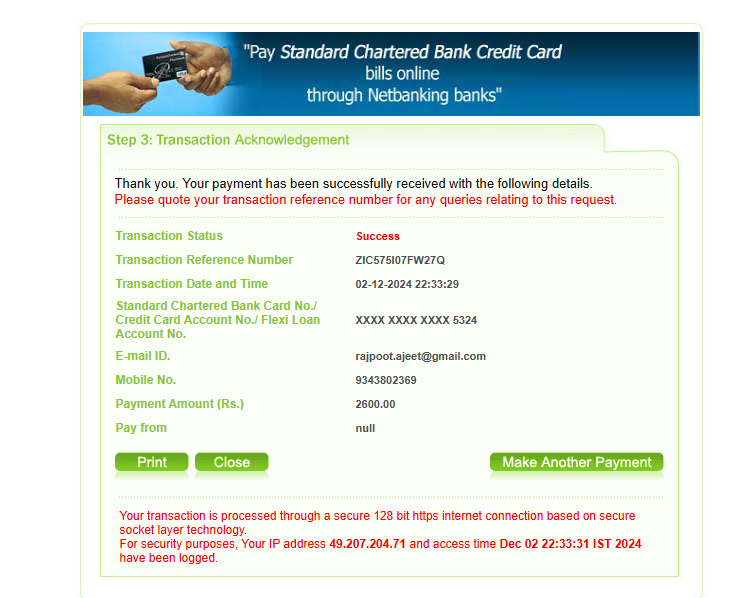 "Pay Standard Chartered Bank Credit Card
bills online
through Netbanking banks"
Step 3: Transaction Acknowledgement
Thank you. Your payment has been successfully received with the following details.
Please quote your transaction reference number for any queries relating to this request.
Transaction Status Success
Transaction Reference Number ZIC575I07FW27Q
Transaction Date and Time 02-12-2024 22:33:29
Standard Chartered Bank Card No./
Credit Card Account No./ Flexi Loan XXXX XXXX XXXX 5324
Account No.
E-mail ID. rajpoot.ajeet@gmail.com
Mobile No. 9343802369
Payment Amount (Rs.) 2600.00
Pay from null
Print Close Make Another Payment
Your transaction is processed through a secure 128 bit https internet connection based on secure
socket layer technology.
For security purposes, Your IP address 49.207.204.71 and access time Dec 02 22:33:31 IST 2024
have been logged.